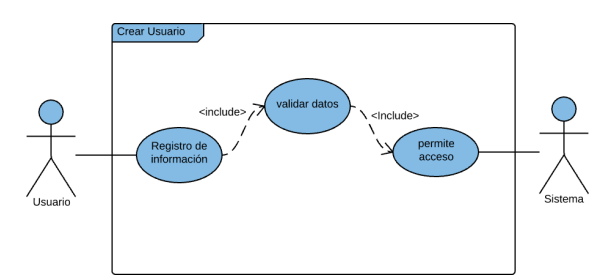 Crear Usuario
validar datos
<include>
<Include>
Registro de
información
permite
acceso
Usuario
Sistema